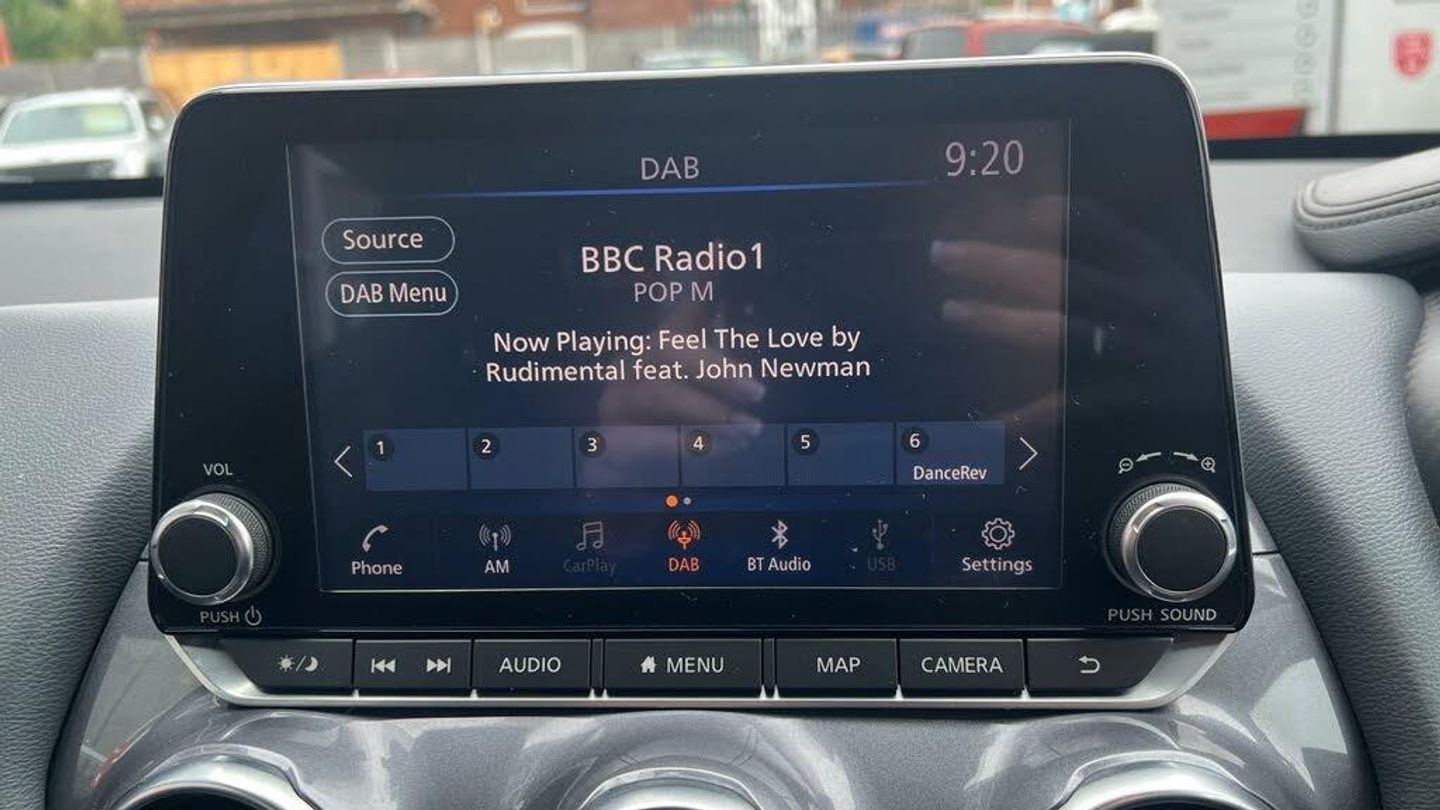 DAB
9:20
Source
BBC Radio1
DAB Menu
POP M
Now Playing: Feel The Love by
Rudimental feat. John Newman
1 2 3 4 5 6
DanceRev
VOL
Phone AM CarPlay DAB BT Audio USB Settings
PUSH
PUSH SOUND
AUDIO MENU MAP CAMERA